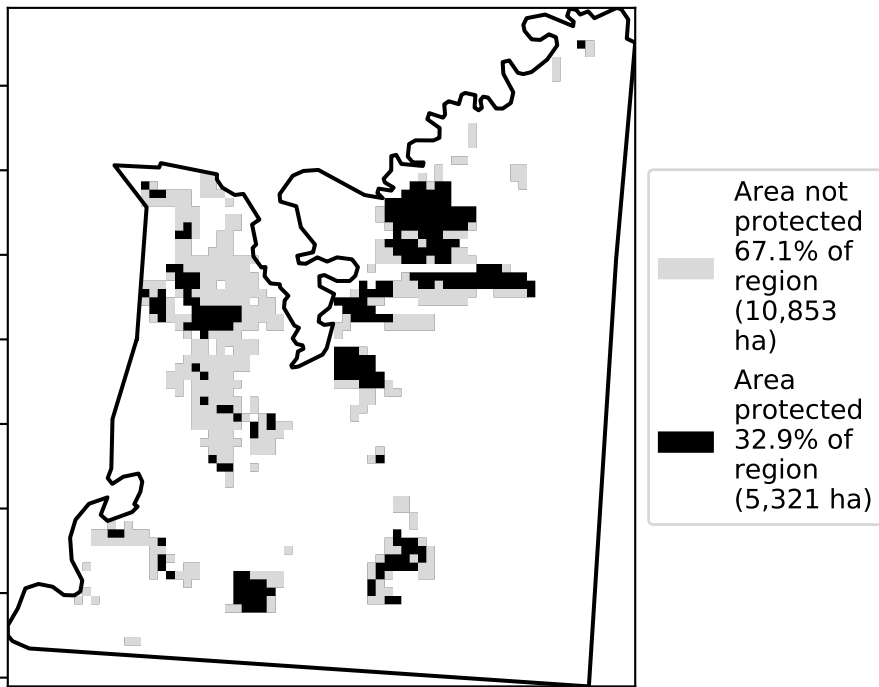 Area not
protected
67.1% of
region
(10,853
ha)
Area
protected
32.9% of
region
(5,321 ha)